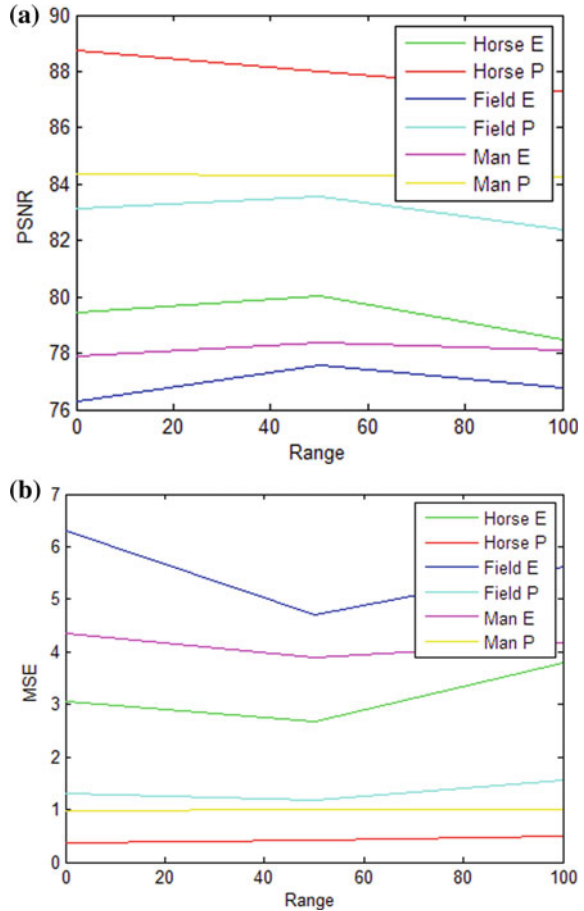 (a)
90
88
86
84
82
80
78
76
PSNR
Horse E
Horse P
Field E
Field P
Man E
Man P
0 20 40 60 80 100
Range
(b)
7
6
5
4
3
2
1
0
MSE
Horse E
Horse P
Field E
Field P
Man E
Man P
0 20 40 60 80 100
Range